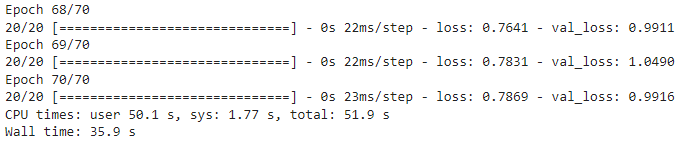 Epoch 68/70
20/20 [==============================] - 0s 22ms/step - loss: 0.7641 - val_loss: 0.9911
Epoch 69/70
20/20 [==============================] - 0s 22ms/step - loss: 0.7831 - val_loss: 1.0490
Epoch 70/70
20/20 [==============================] - 0s 23ms/step - loss: 0.7869 - val_loss: 0.9916
CPU times: user 50.1 s, sys: 1.77 s, total: 51.9 s
Wall time: 35.9 s